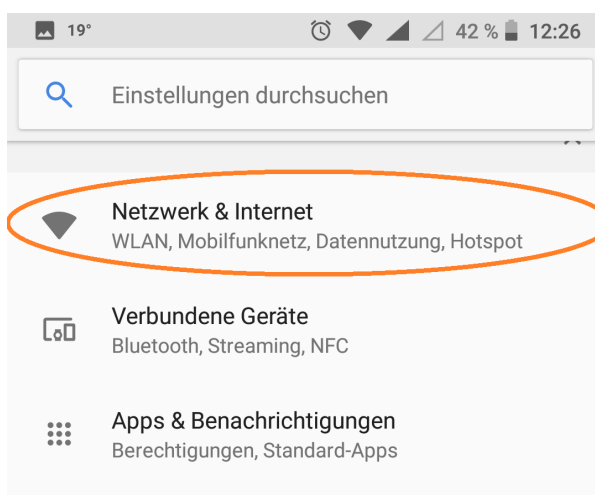 19° 42 % 12:26
Einstellungen durchsuchen
Netzwerk & Internet
WLAN, Mobilfunknetz, Datennutzung, Hotspot
Verbundene Geräte
Bluetooth, Streaming, NFC
Apps & Benachrichtigungen
Berechtigungen, Standard-Apps